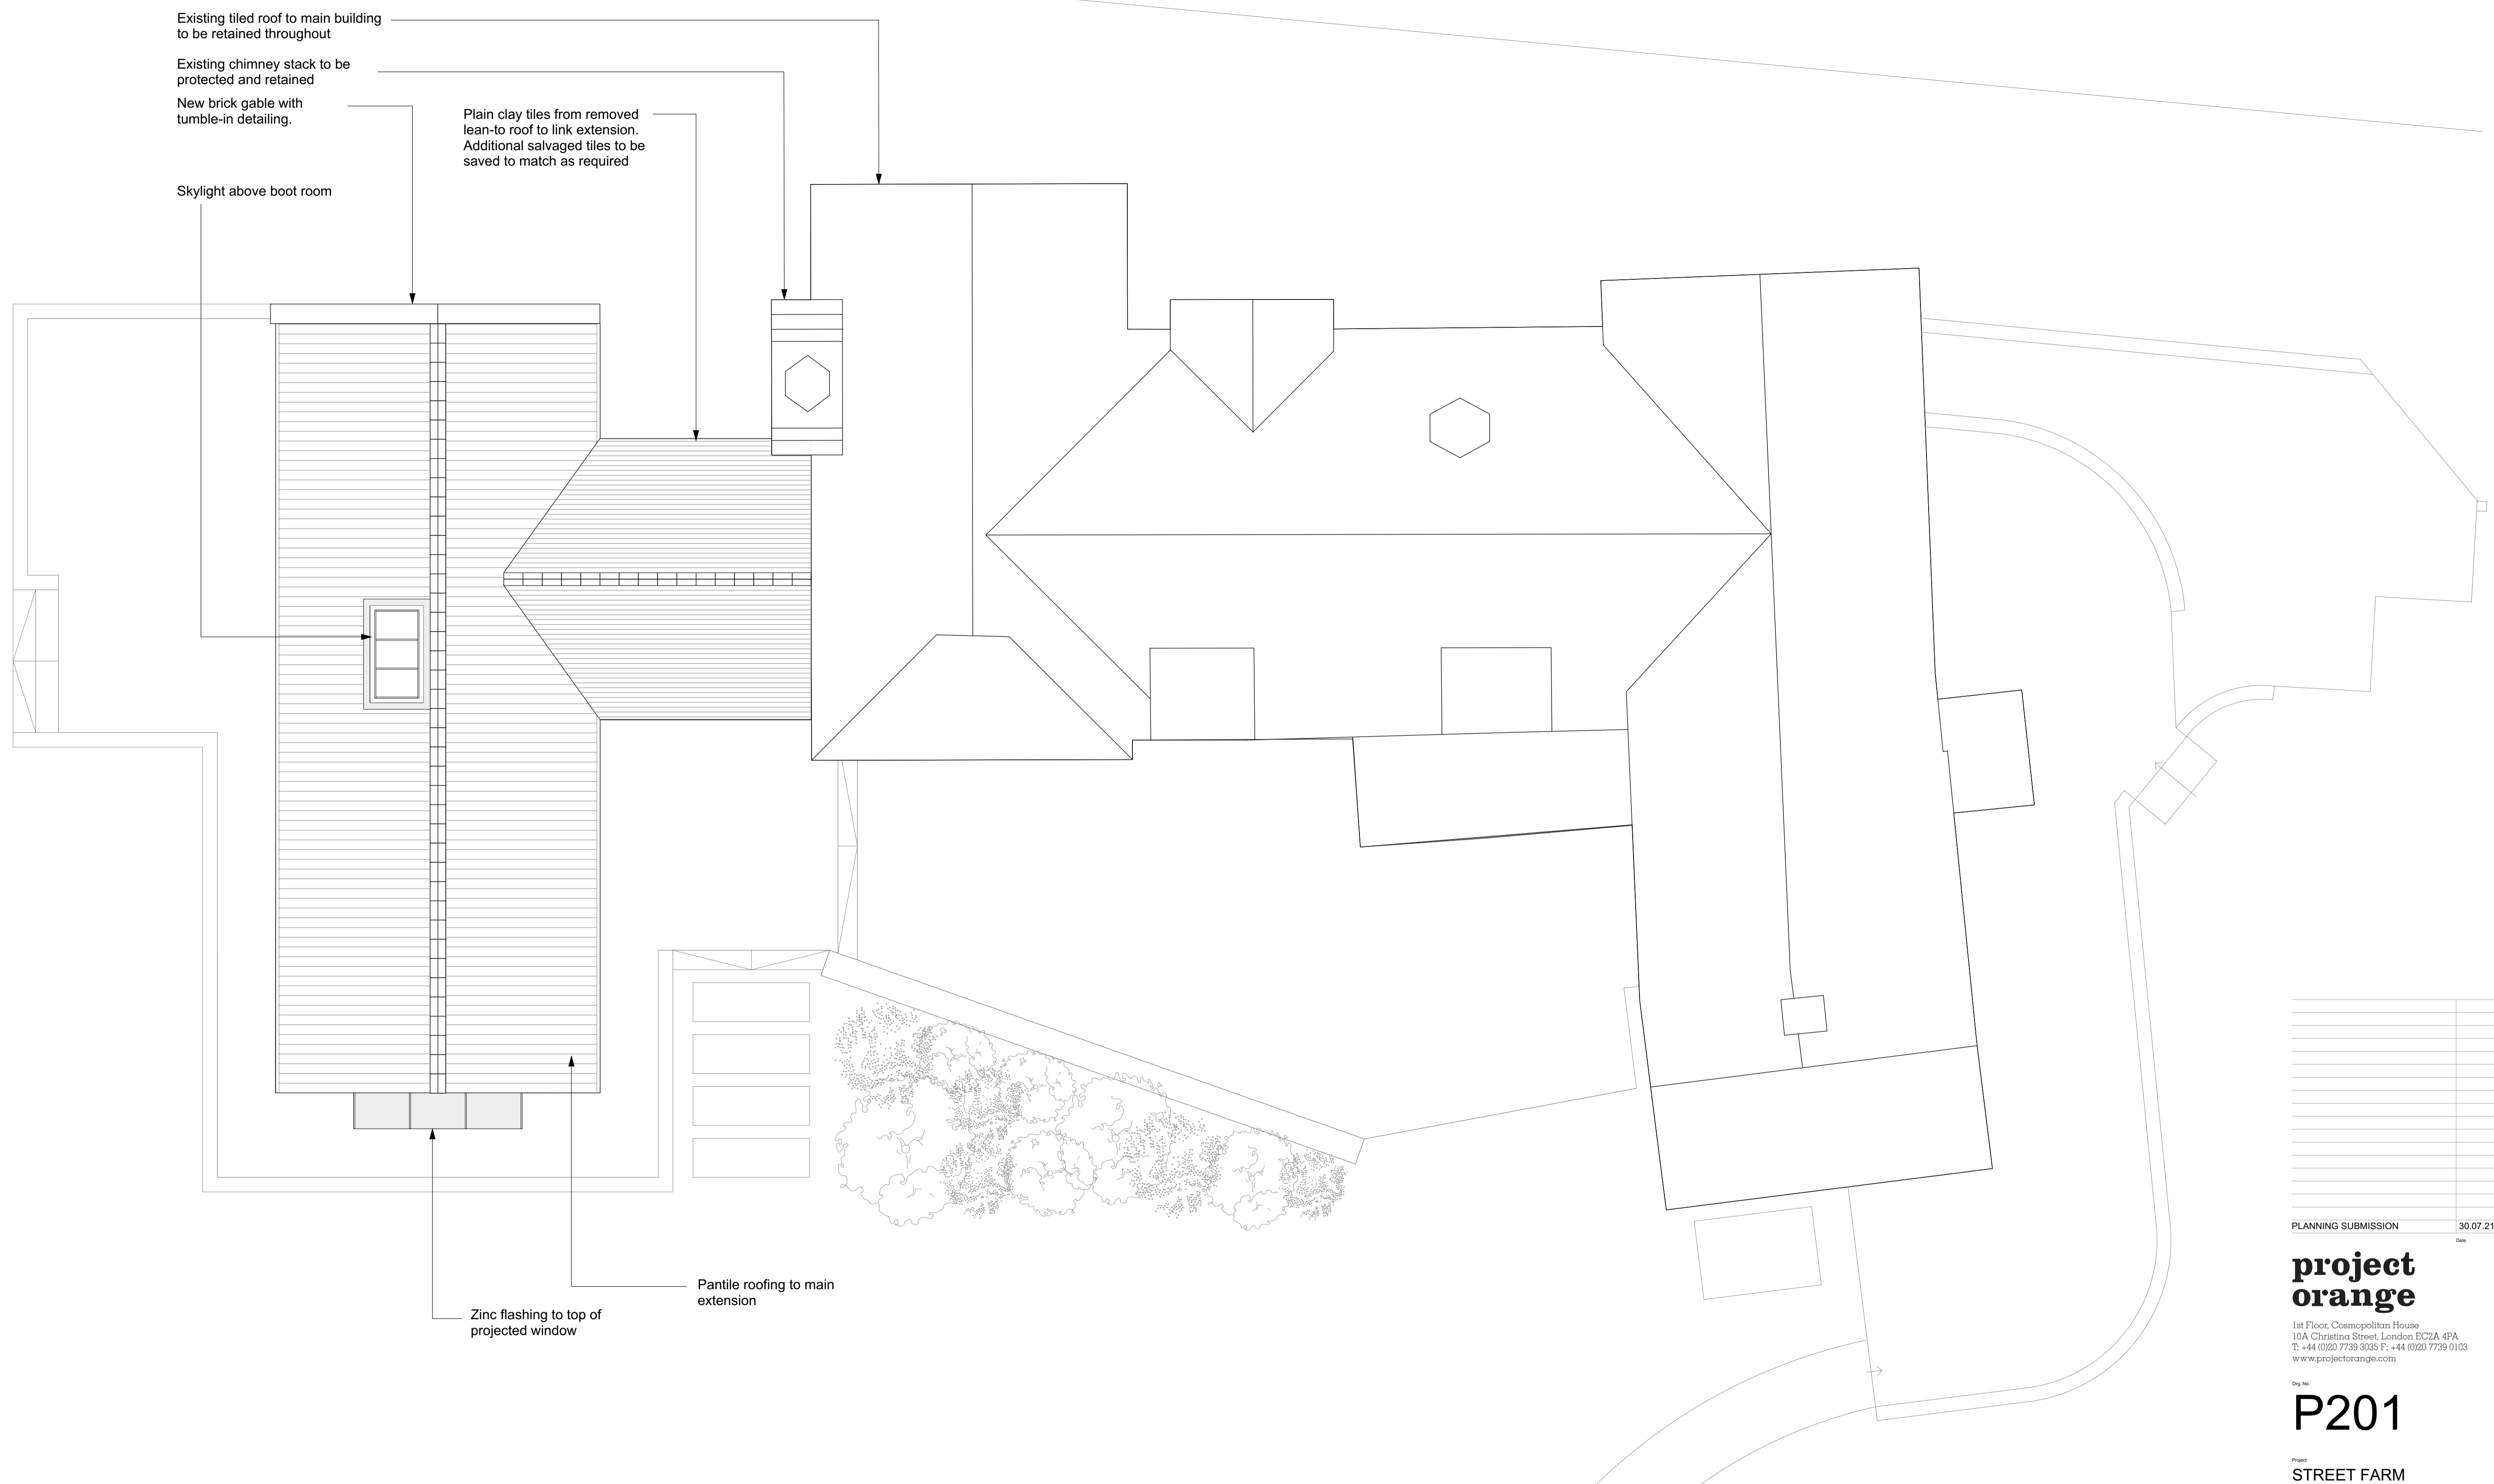 Existing tiled roof to main building
to be retained throughout
Existing chimney stack to be
protected and retained
New brick gable with
tumble-in detailing.
Plain clay tiles from removed
lean-to roof to link extension.
Additional salvaged tiles to be
saved to match as required
Skylight above boot room
Pantile roofing to main
extension
Zinc flashing to top of
projected window
PLANNING SUBMISSION 30.07.21
Date
project
orange
1st Floor, Cosmopolitan House
10A Christina Street, London EC2A 4PA
T: +44 (0)20 7739 3035 F: +44 (0)20 7739 0103
www.projectorange.com
Drg. No.
P201
Project
STREET FARM